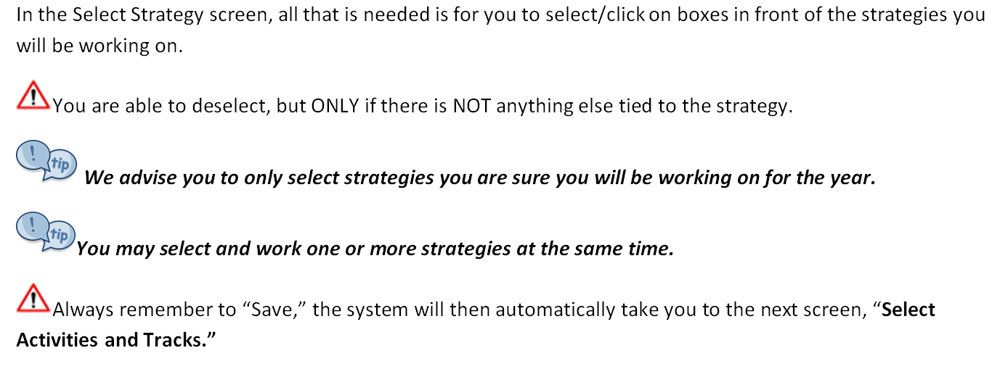 In the Select Strategy screen, all that is needed is for you to select/click on boxes in front of the strategies you
will be working on.
! You are able to deselect, but ONLY if there is NOT anything else tied to the strategy.
! tip We advise you to only select strategies you are sure you will be working on for the year.
! tip You may select and work one or more strategies at the same time.
! Always remember to “Save,” the system will then automatically take you to the next screen, “Select
Activities and Tracks.”